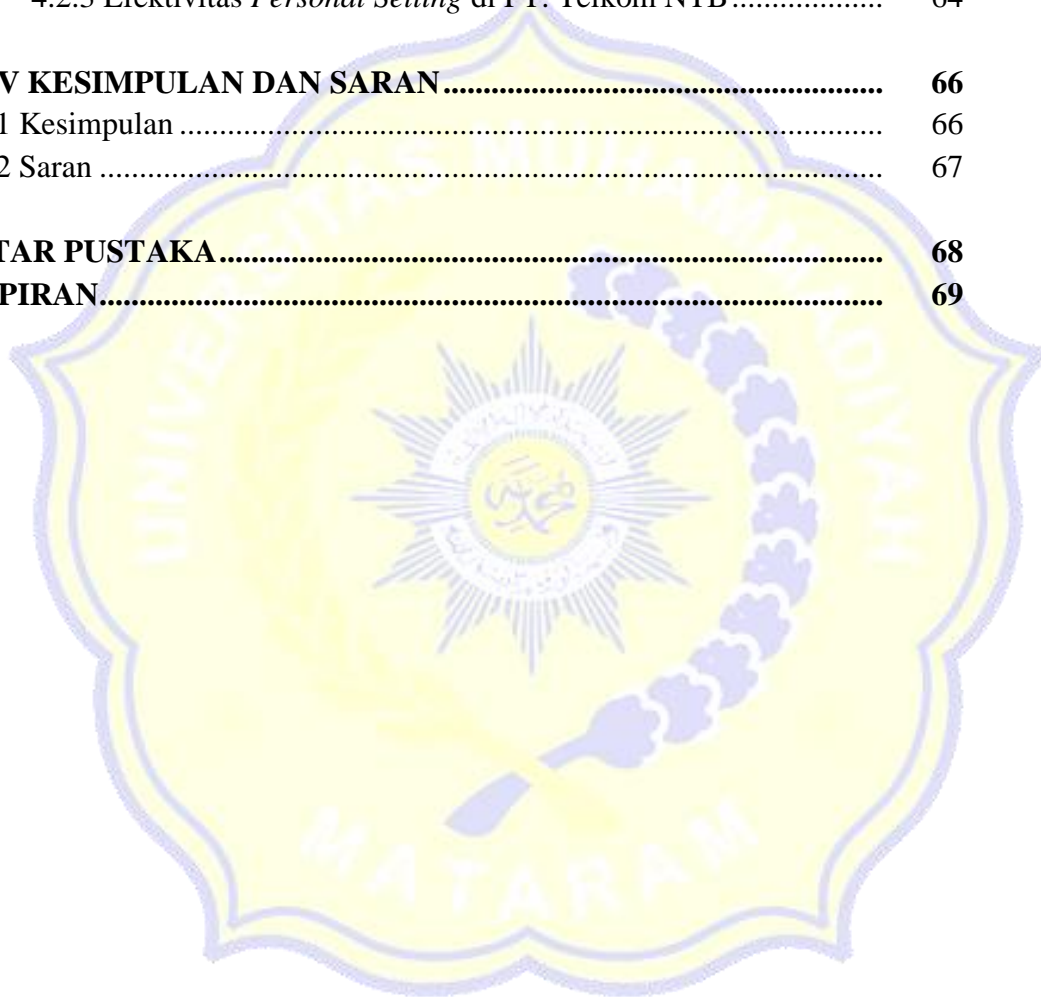 4.2.3 Efektivitas Personal Selling di PT. Telkom NTB.................. 64
V KESIMPULAN DAN SARAN....................................................... 66
1 Kesimpulan........................................................................................ 66
2 Saran.................................................................................................. 67
TAR PUSTAKA.................................................................................. 68
PIRAN................................................................................................. 69
UNIVERSITAS MUHAMMADIYAH
MATARAM